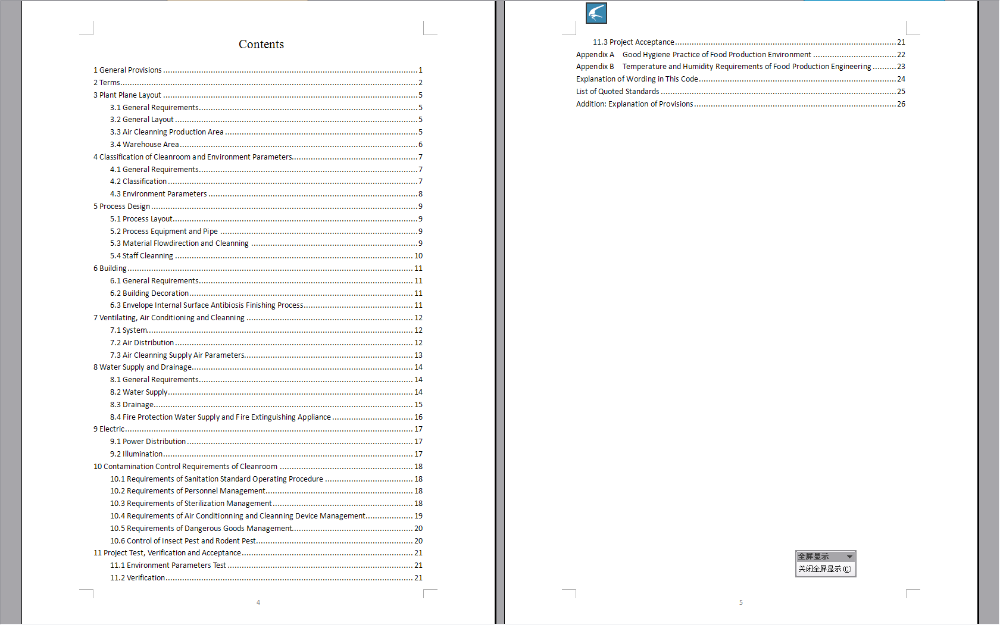 Contents
1 General Provisions ........ 1
2 Terms ........ 2
3 Plant Plane Layout ........ 5
3.1 General Requirements ........ 5
3.2 General Layout ........ 5
3.3 Air Cleanning Production Area ........ 5
3.4 Warehouse Area ........ 6
4 Classification of Cleanroom and Environment Parameters ........ 7
4.1 General Requirements ........ 7
4.2 Classification ........ 7
4.3 Environment Parameters ........ 8
5 Process Design ........ 9
5.1 Process Layout ........ 9
5.2 Process Equipment and Pipe ........ 9
5.3 Material Flowdirection and Cleanning ........ 9
5.4 Staff Cleanning ........ 10
6 Building ........ 11
6.1 General Requirements ........ 11
6.2 Building Decoration ........ 11
6.3 Envelope Internal Surface Antibiosis Finishing Process ........ 11
7 Ventilating, Air Conditioning and Cleanning ........ 12
7.1 System ........ 12
7.2 Air Distribution ........ 12
7.3 Air Cleanning Supply Air Parameters ........ 13
8 Water Supply and Drainage ........ 14
8.1 General Requirements ........ 14
8.2 Water Supply ........ 14
8.3 Drainage ........ 15
8.4 Fire Protection Water Supply and Fire Extinguishing Appliance ........ 16
9 Electric ........ 17
9.1 Power Distribution ........ 17
9.2 Illumination ........ 17
10 Contamination Control Requirements of Cleanroom ........ 18
10.1 Requirements of Sanitation Standard Operating Procedure ........ 18
10.2 Requirements of Personnel Management ........ 18
10.3 Requirements of Sterilization Management ........ 18
10.4 Requirements of Air Conditionning and Cleanning Device Management ........ 19
10.5 Requirements of Dangerous Goods Management ........ 20
10.6 Control of Insect Pest and Rodent Pest ........ 20
11 Project Test, Verification and Acceptance ........ 21
11.1 Environment Parameters Test ........ 21
11.2 Verification ........ 21
4
11.3 Project Acceptance ........ 21
Appendix A Good Hygiene Practice of Food Production Environment ........ 22
Appendix B Temperature and Humidity Requirements of Food Production Engineering ........ 23
Explanation of Wording in This Code ........ 24
List of Quoted Standards ........ 25
Addition: Explanation of Provisions ........ 26
全屏显示
关闭全屏显示(C)
5